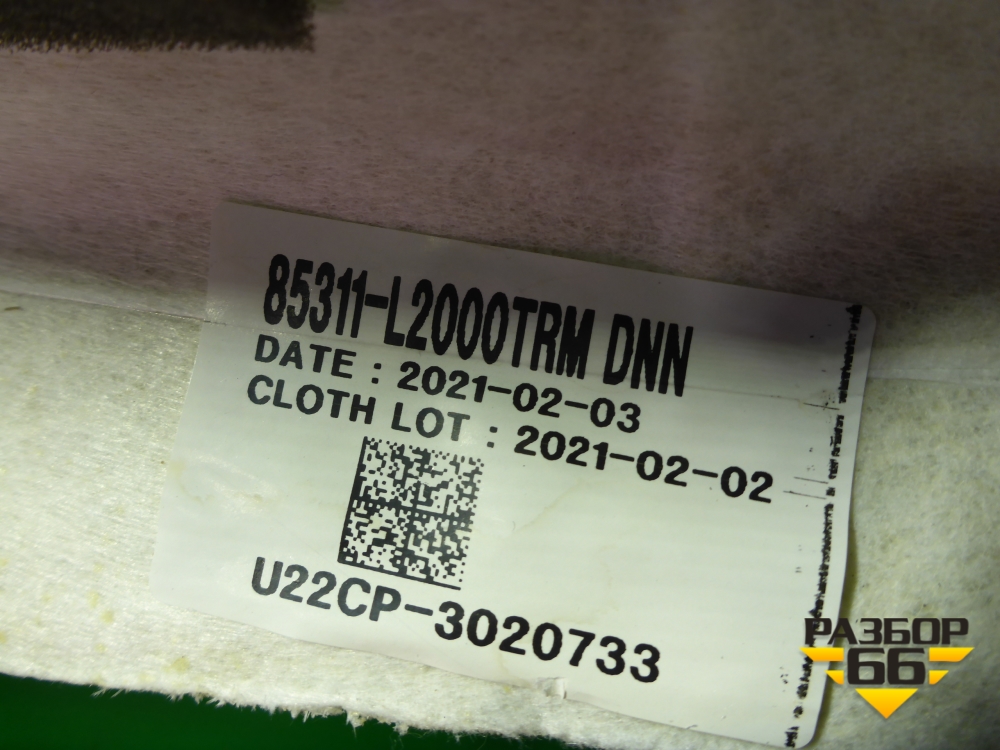 85311-L2000TRM DNN
DATE : 2021-02-03
CLOTH LOT : 2021-02-02
U22CP-3020733
РАЗБОР
66